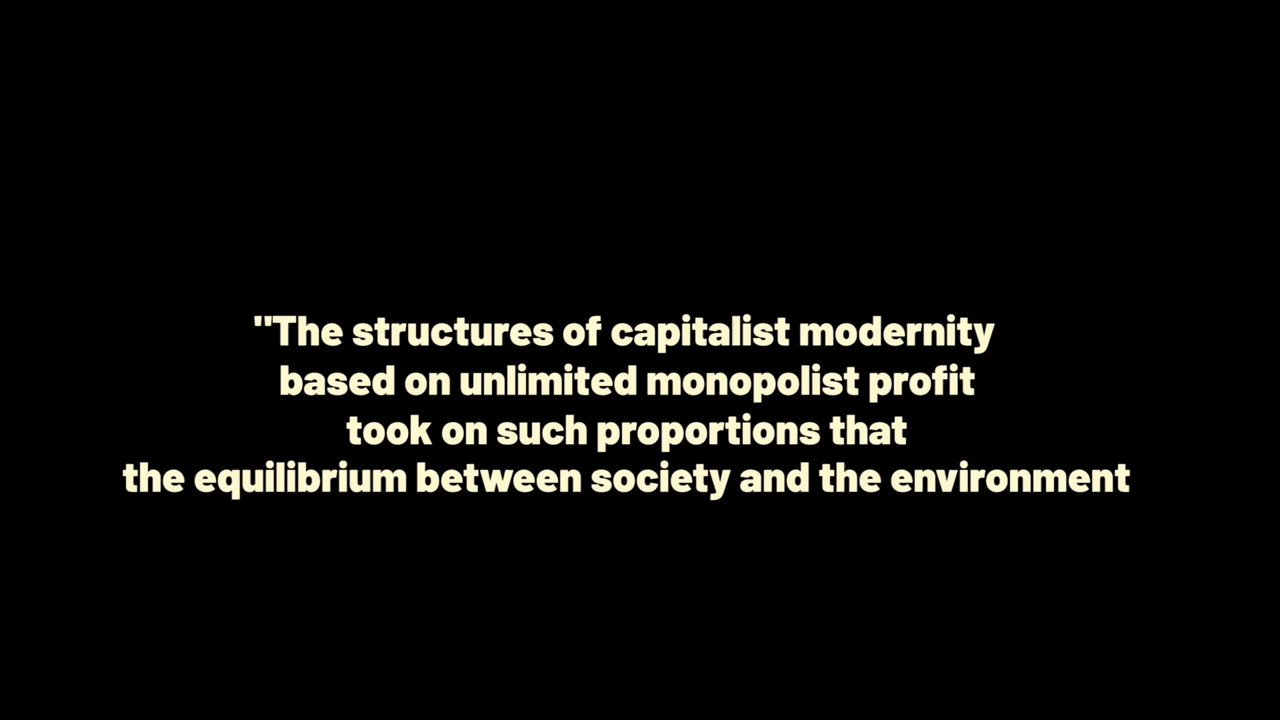 "The structures of capitalist modernity
based on unlimited monopolist profit
took on such proportions that
the equilibrium between society and the environment